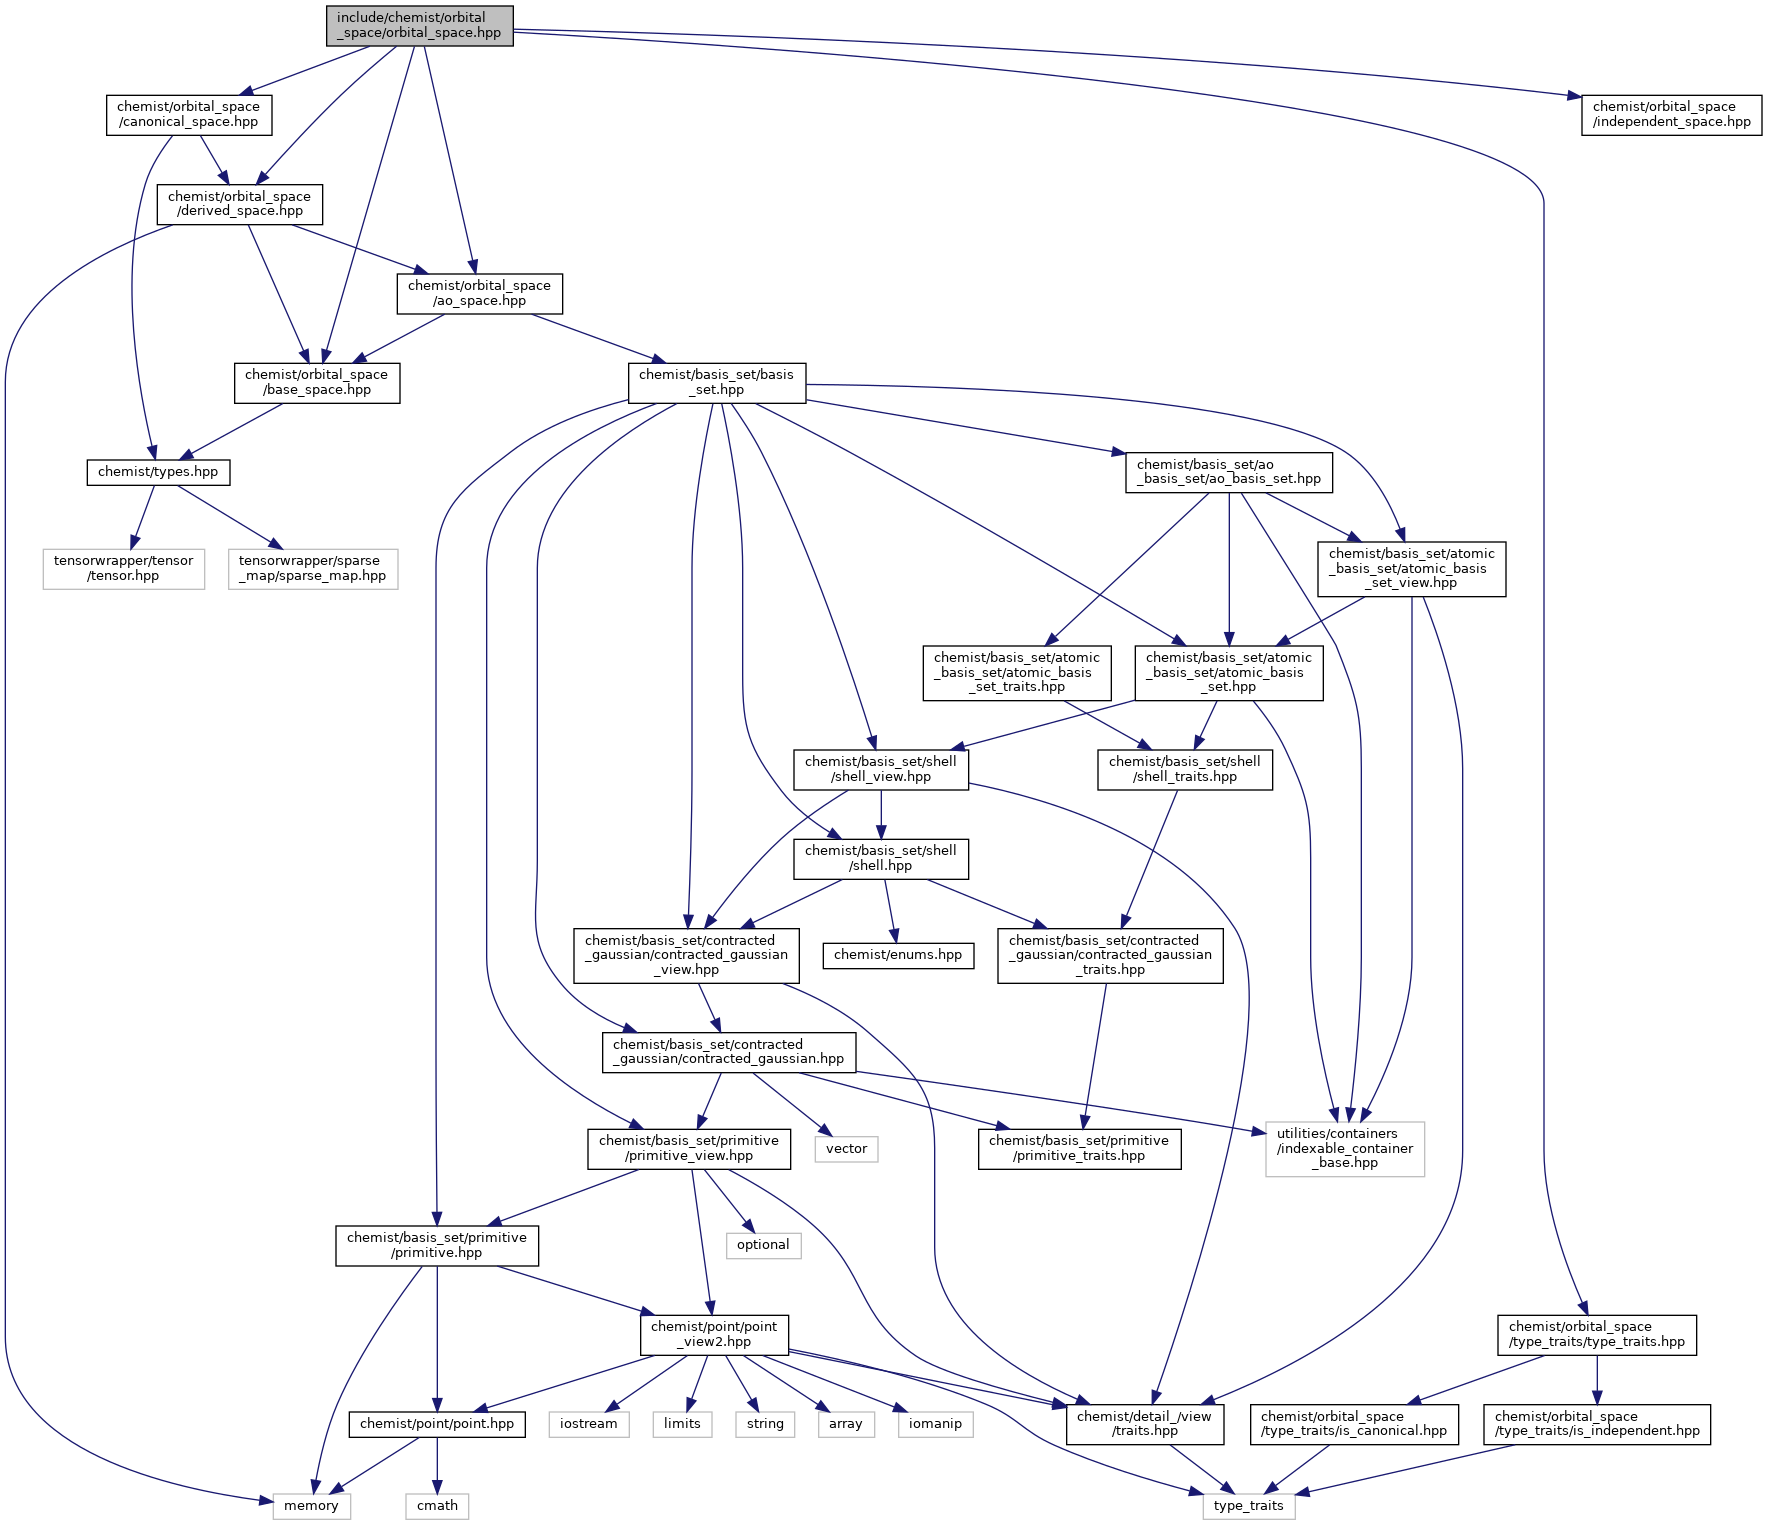 include/chemist/orbital
_space/orbital_space.hpp
chemist/orbital_space
/canonical_space.hpp
chemist/orbital_space
/independent_space.hpp
chemist/orbital_space
/derived_space.hpp
chemist/orbital_space
/ao_space.hpp
chemist/orbital_space
/base_space.hpp
chemist/basis_set/basis
_set.hpp
chemist/types.hpp
chemist/basis_set/ao
_basis_set/ao_basis_set.hpp
tensorwrapper/tensor
/tensor.hpp
tensorwrapper/sparse
_map/sparse_map.hpp
chemist/basis_set/atomic
_basis_set/atomic_basis
_set_view.hpp
chemist/basis_set/atomic
_basis_set/atomic_basis
_set_traits.hpp
chemist/basis_set/atomic
_basis_set/atomic_basis
_set.hpp
chemist/basis_set/shell
/shell_view.hpp
chemist/basis_set/shell
/shell_traits.hpp
chemist/basis_set/shell
/shell.hpp
chemist/basis_set/contracted
_gaussian/contracted_gaussian
_view.hpp
chemist/enums.hpp
chemist/basis_set/contracted
_gaussian/contracted_gaussian
_traits.hpp
chemist/basis_set/contracted
_gaussian/contracted_gaussian.hpp
chemist/basis_set/primitive
/primitive_view.hpp
vector
chemist/basis_set/primitive
/primitive_traits.hpp
utilities/containers
/indexable_container
_base.hpp
chemist/basis_set/primitive
/primitive.hpp
optional
chemist/point/point
_view2.hpp
chemist/orbital_space
/type_traits/type_traits.hpp
chemist/point/point.hpp
iostream
limits
string
array
iomanip
chemist/detail_/view
/traits.hpp
chemist/orbital_space
/type_traits/is_canonical.hpp
chemist/orbital_space
/type_traits/is_independent.hpp
memory
cmath
type_traits